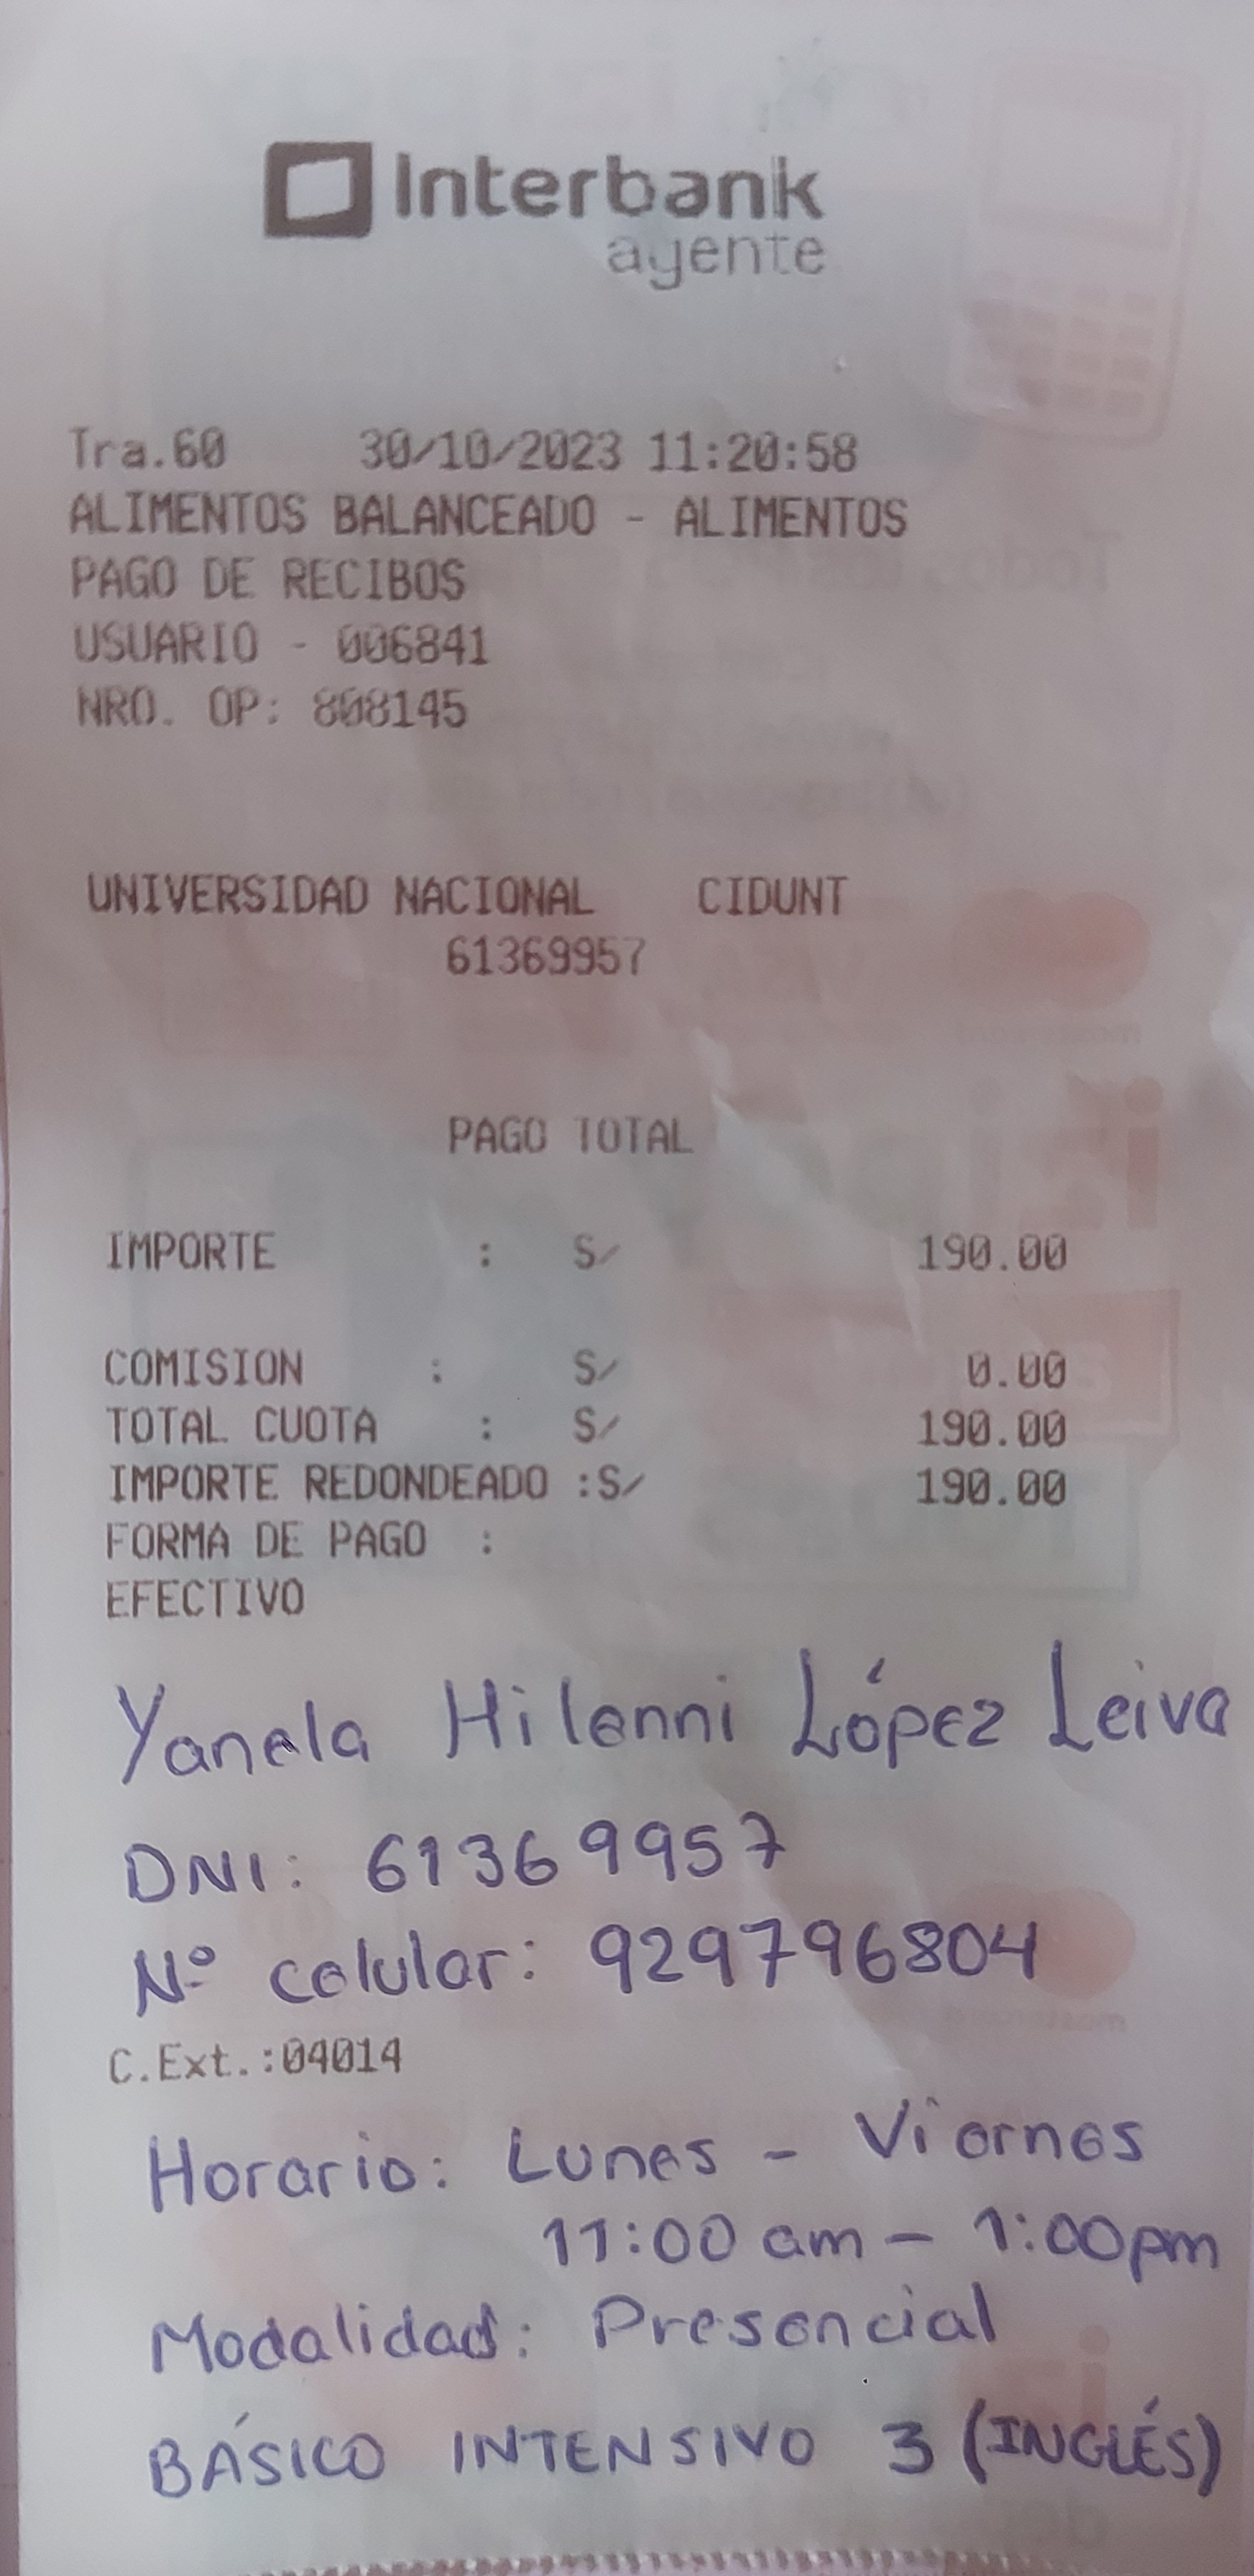 Interbank
agente
Tra.60 30/10/2023 11:20:58
ALIMENTOS BALANCEADO - ALIMENTOS
PAGO DE RECIBOS
USUARIO - 006841
NRO. OP: 808145
UNIVERSIDAD NACIONAL CIDUNT
61369957
PAGO TOTAL
IMPORTE : S/ 190.00
COMISION : S/ 0.00
TOTAL CUOTA : S/ 190.00
IMPORTE REDONDEADO :S/ 190.00
FORMA DE PAGO :
EFECTIVO
Yanela Hilenni López Leiva
DNI: 61369957
N° celular: 929796804
C.Ext.:04014
Horario: Lunes - Viernes
11:00 am - 1:00pm
Modalidad: Presencial
BÁSICO INTENSIVO 3 (INGLÉS)